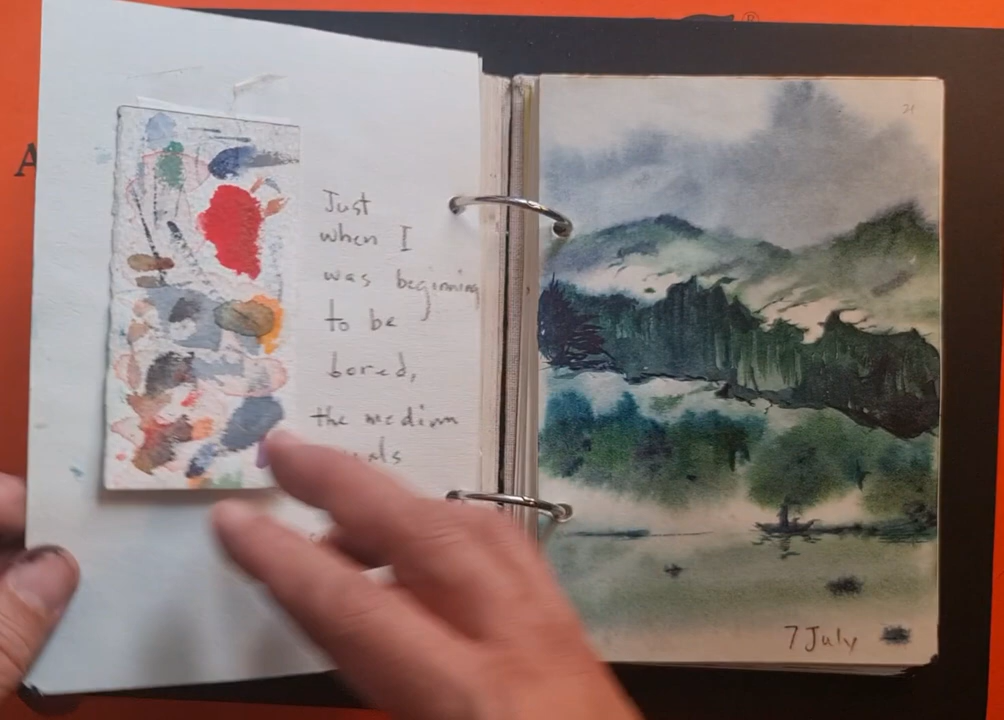 Just
when I
was beginning
to be
bored,
the medium
7 July